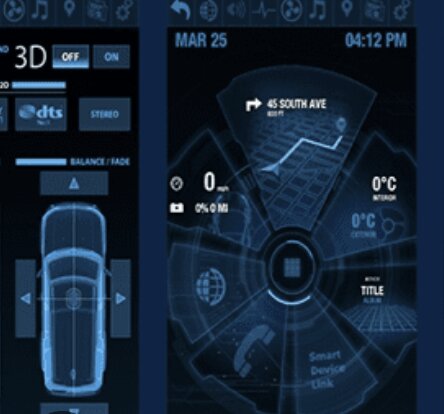 3D OFF ON
dts
STEREO
BALANCE / FADE
MAR 25
04:12 PM
45 SOUTH AVE
0 mph
0% 0 MI
0°C
INTERIOR
0°C
EXTERIOR
TITLE
ALBUM
Smart
Device
Link